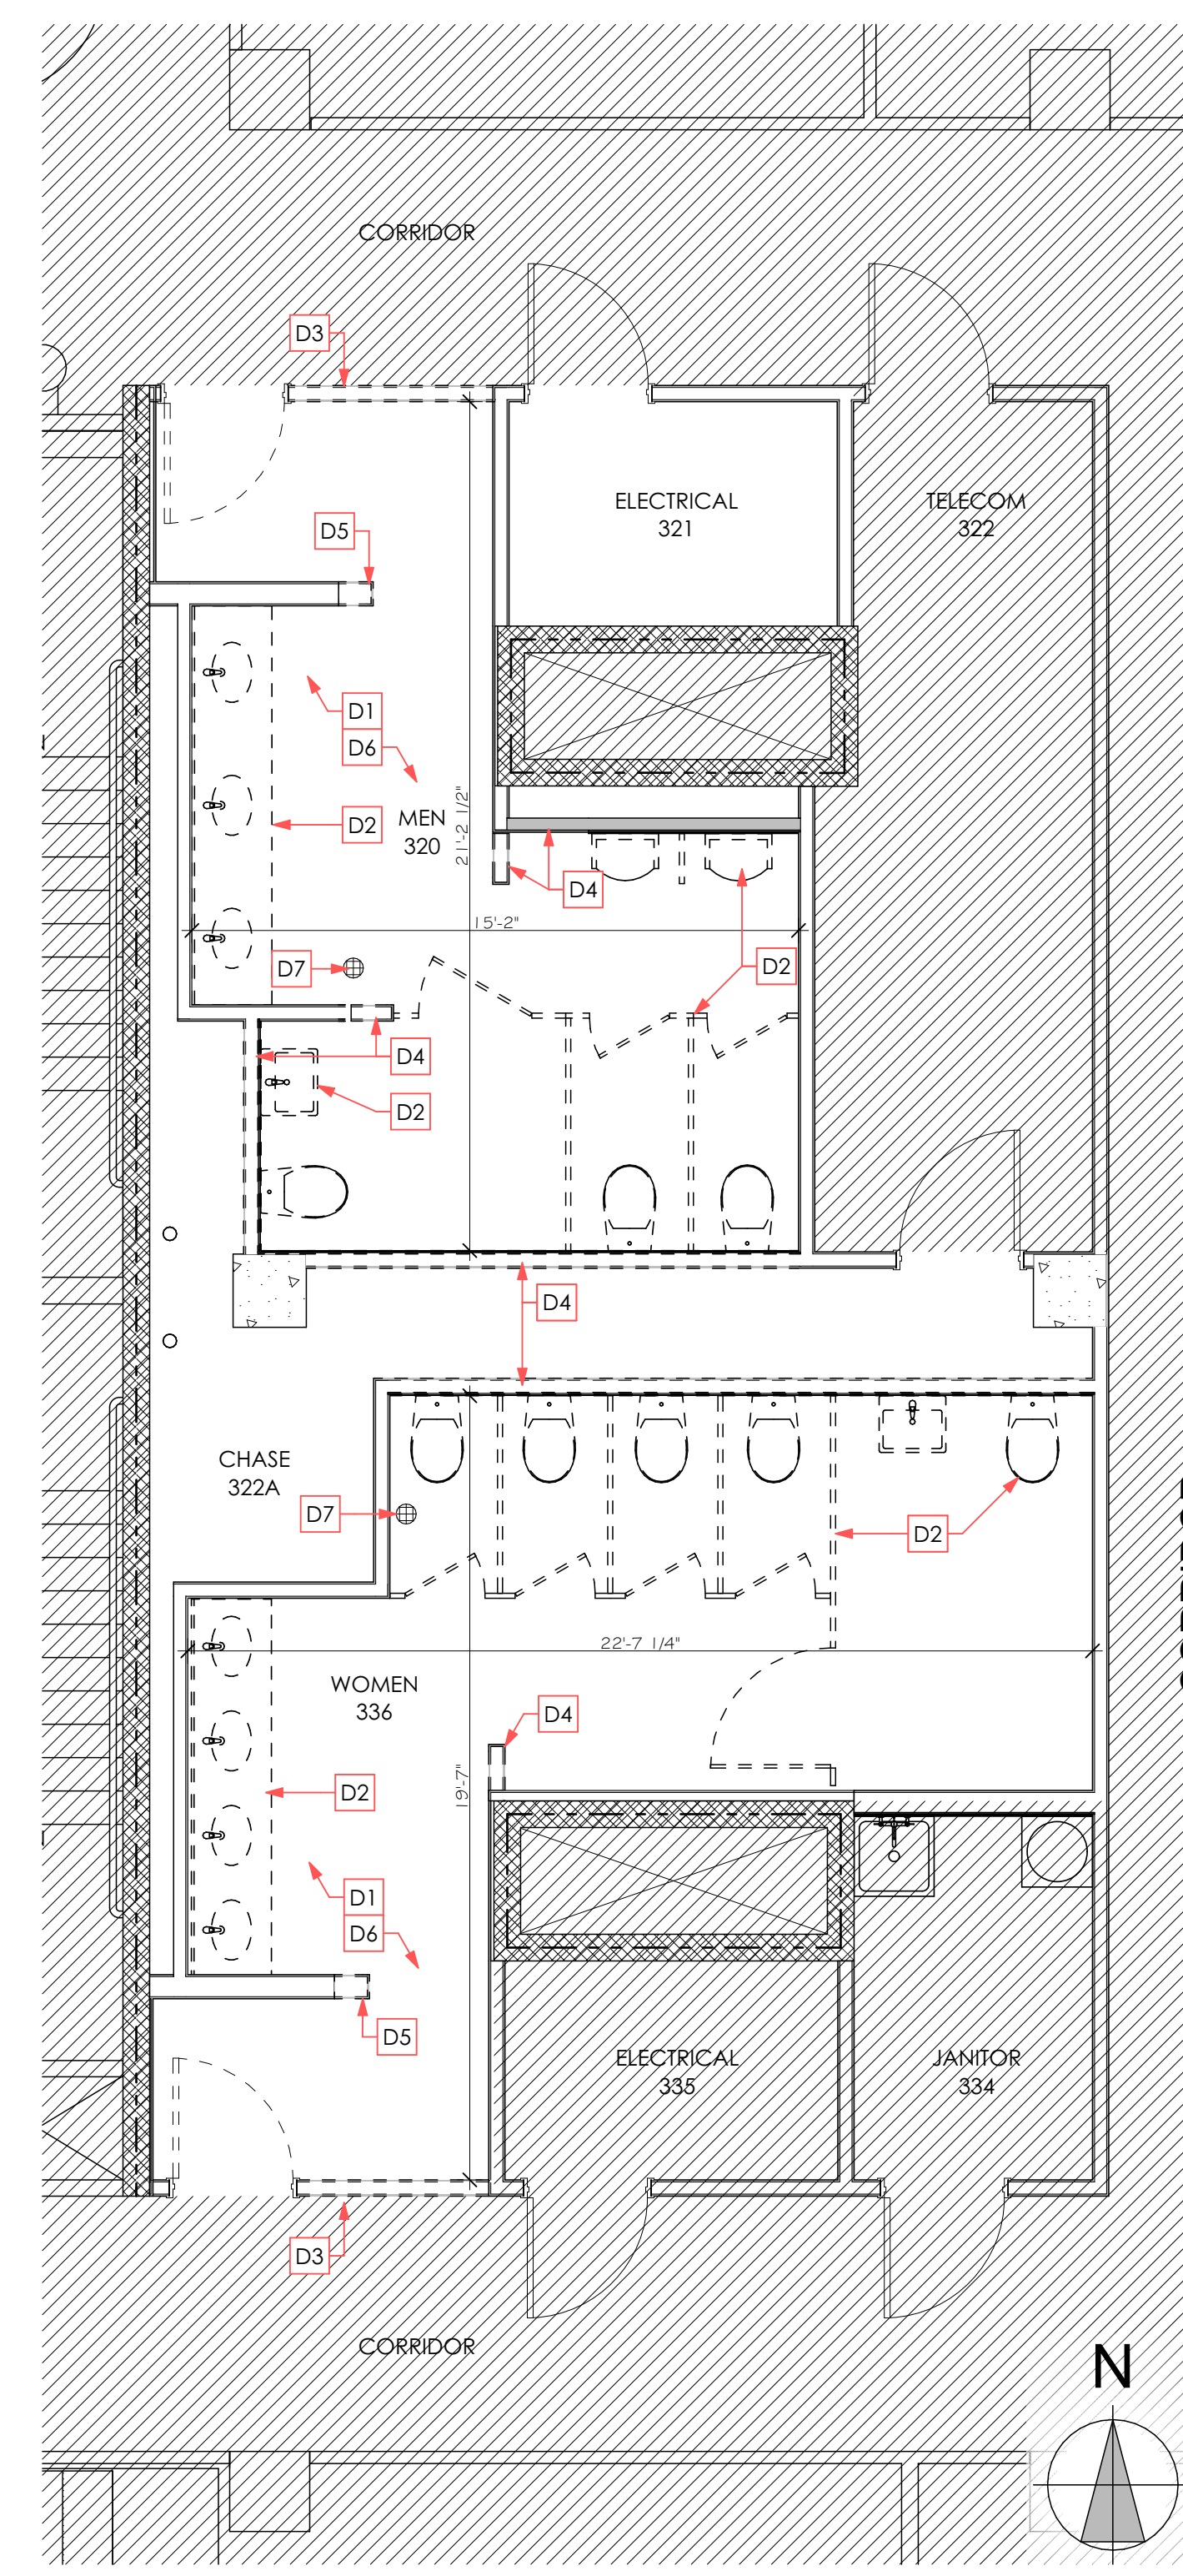 CORRIDOR
D3
ELECTRICAL
321
TELECOM
322
D5
D1
D6
D2
MEN
320
21'-2 1/2"
D4
15'-2"
D7
D2
D4
D2
D4
CHASE
322A
D7
D2
22'-7 1/4"
WOMEN
336
D4
19'-7"
D2
D1
D6
D5
ELECTRICAL
335
JANITOR
334
D3
CORRIDOR
N